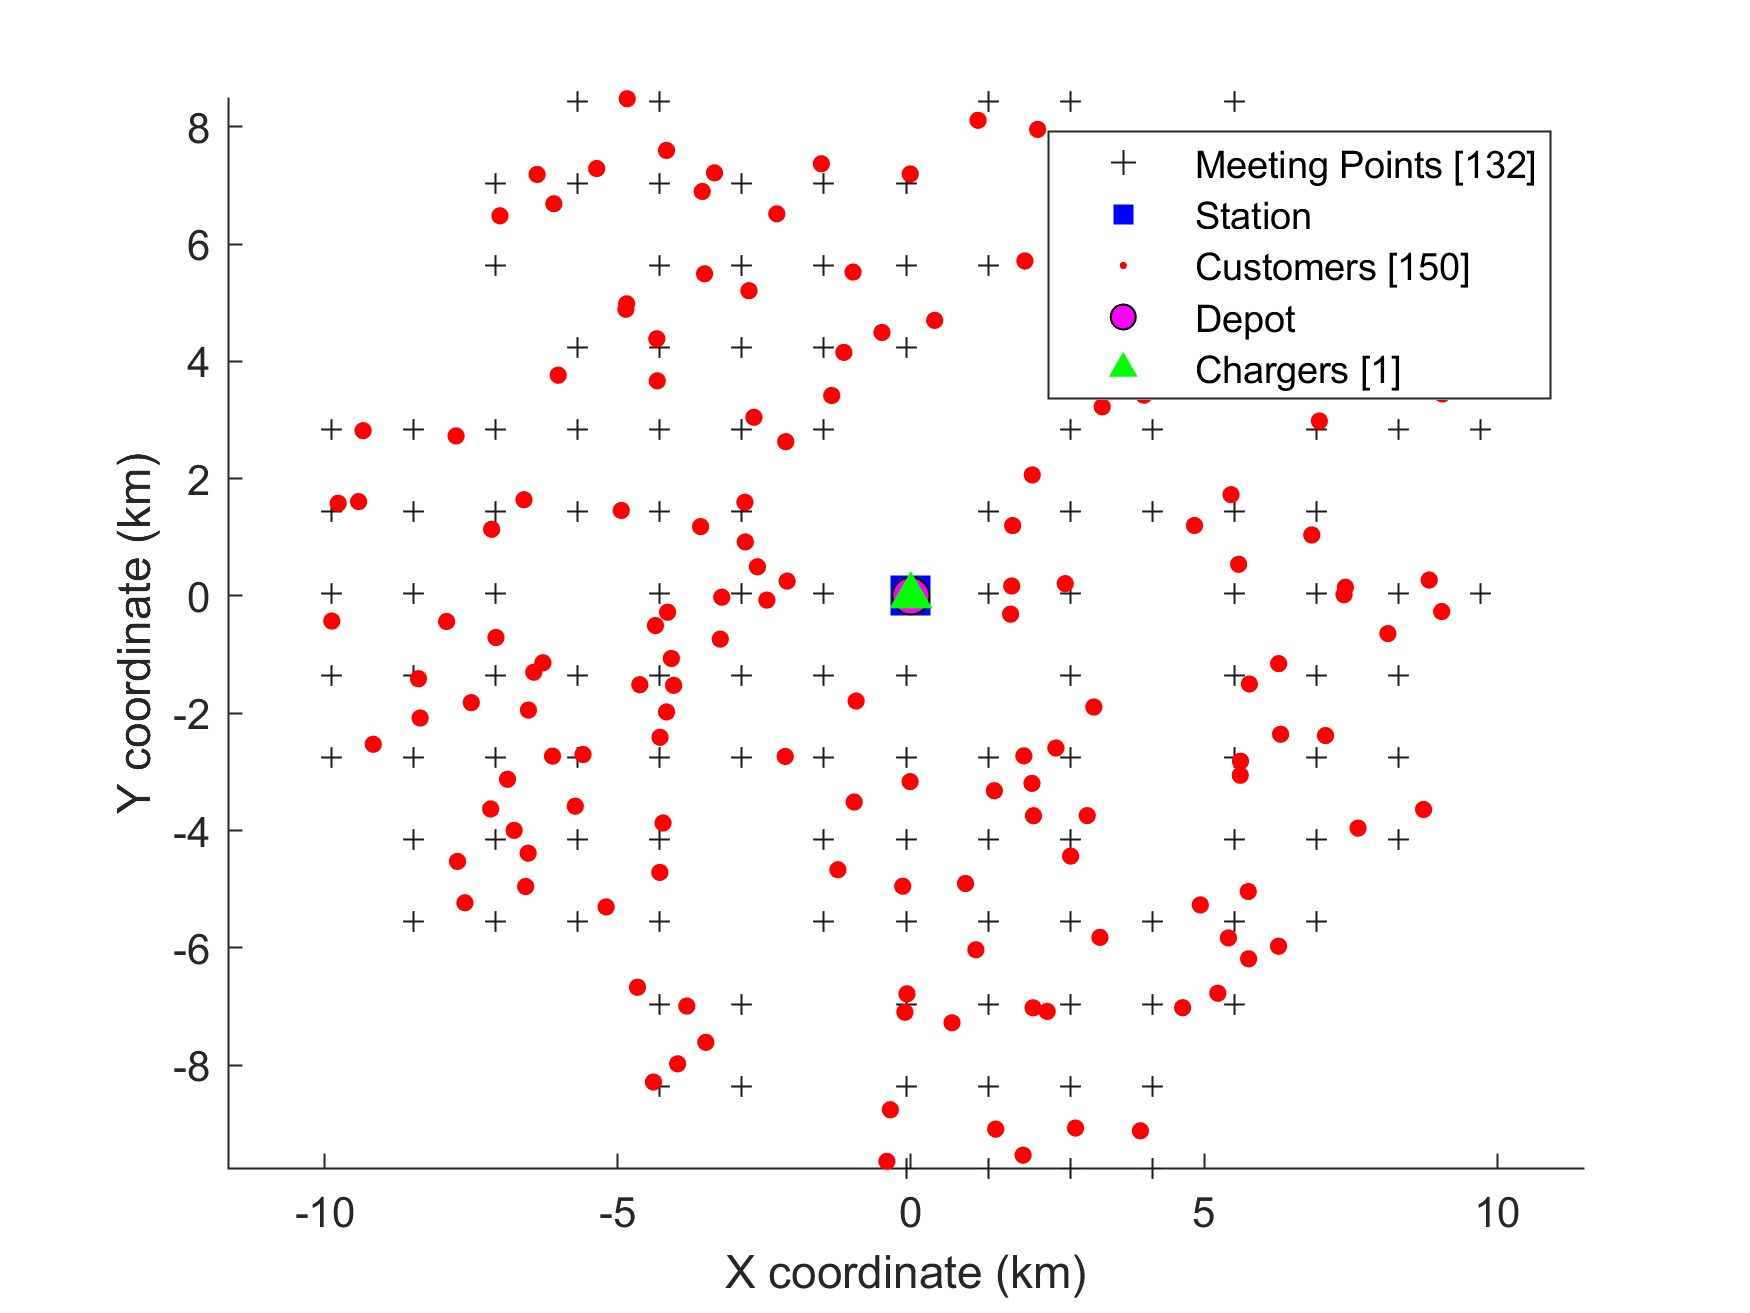 8
6
4
2
0
-2
-4
-6
-8
Y coordinate (km)
Meeting Points [132]
Station
Customers [150]
Depot
Chargers [1]
-10
-5
0
5
10
X coordinate (km)